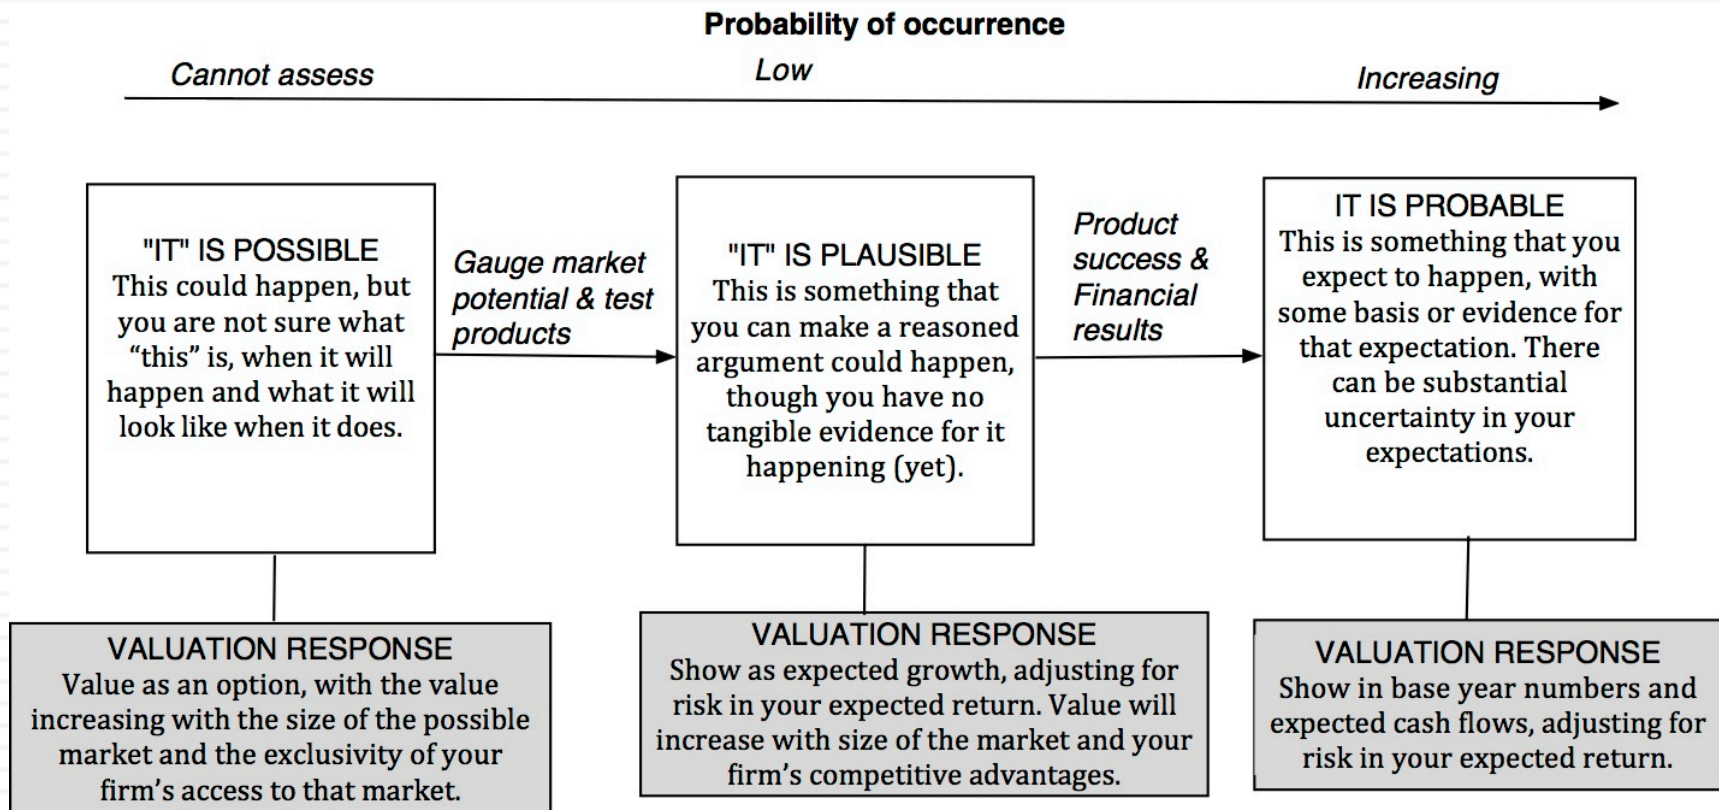 Probability of occurrence
Cannot assess
Low
Increasing
"IT" IS POSSIBLE
This could happen, but
you are not sure what
“this” is, when it will
happen and what it will
look like when it does.
Gauge market
potential & test
products
"IT" IS PLAUSIBLE
This is something that
you can make a reasoned
argument could happen,
though you have no
tangible evidence for it
happening (yet).
Product
success &
Financial
results
IT IS PROBABLE
This is something that you
expect to happen, with
some basis or evidence for
that expectation. There
can be substantial
uncertainty in your
expectations.
VALUATION RESPONSE
Value as an option, with the value
increasing with the size of the possible
market and the exclusivity of your
firm’s access to that market.
VALUATION RESPONSE
Show as expected growth, adjusting for
risk in your expected return. Value will
increase with size of the market and your
firm’s competitive advantages.
VALUATION RESPONSE
Show in base year numbers and
expected cash flows, adjusting for
risk in your expected return.